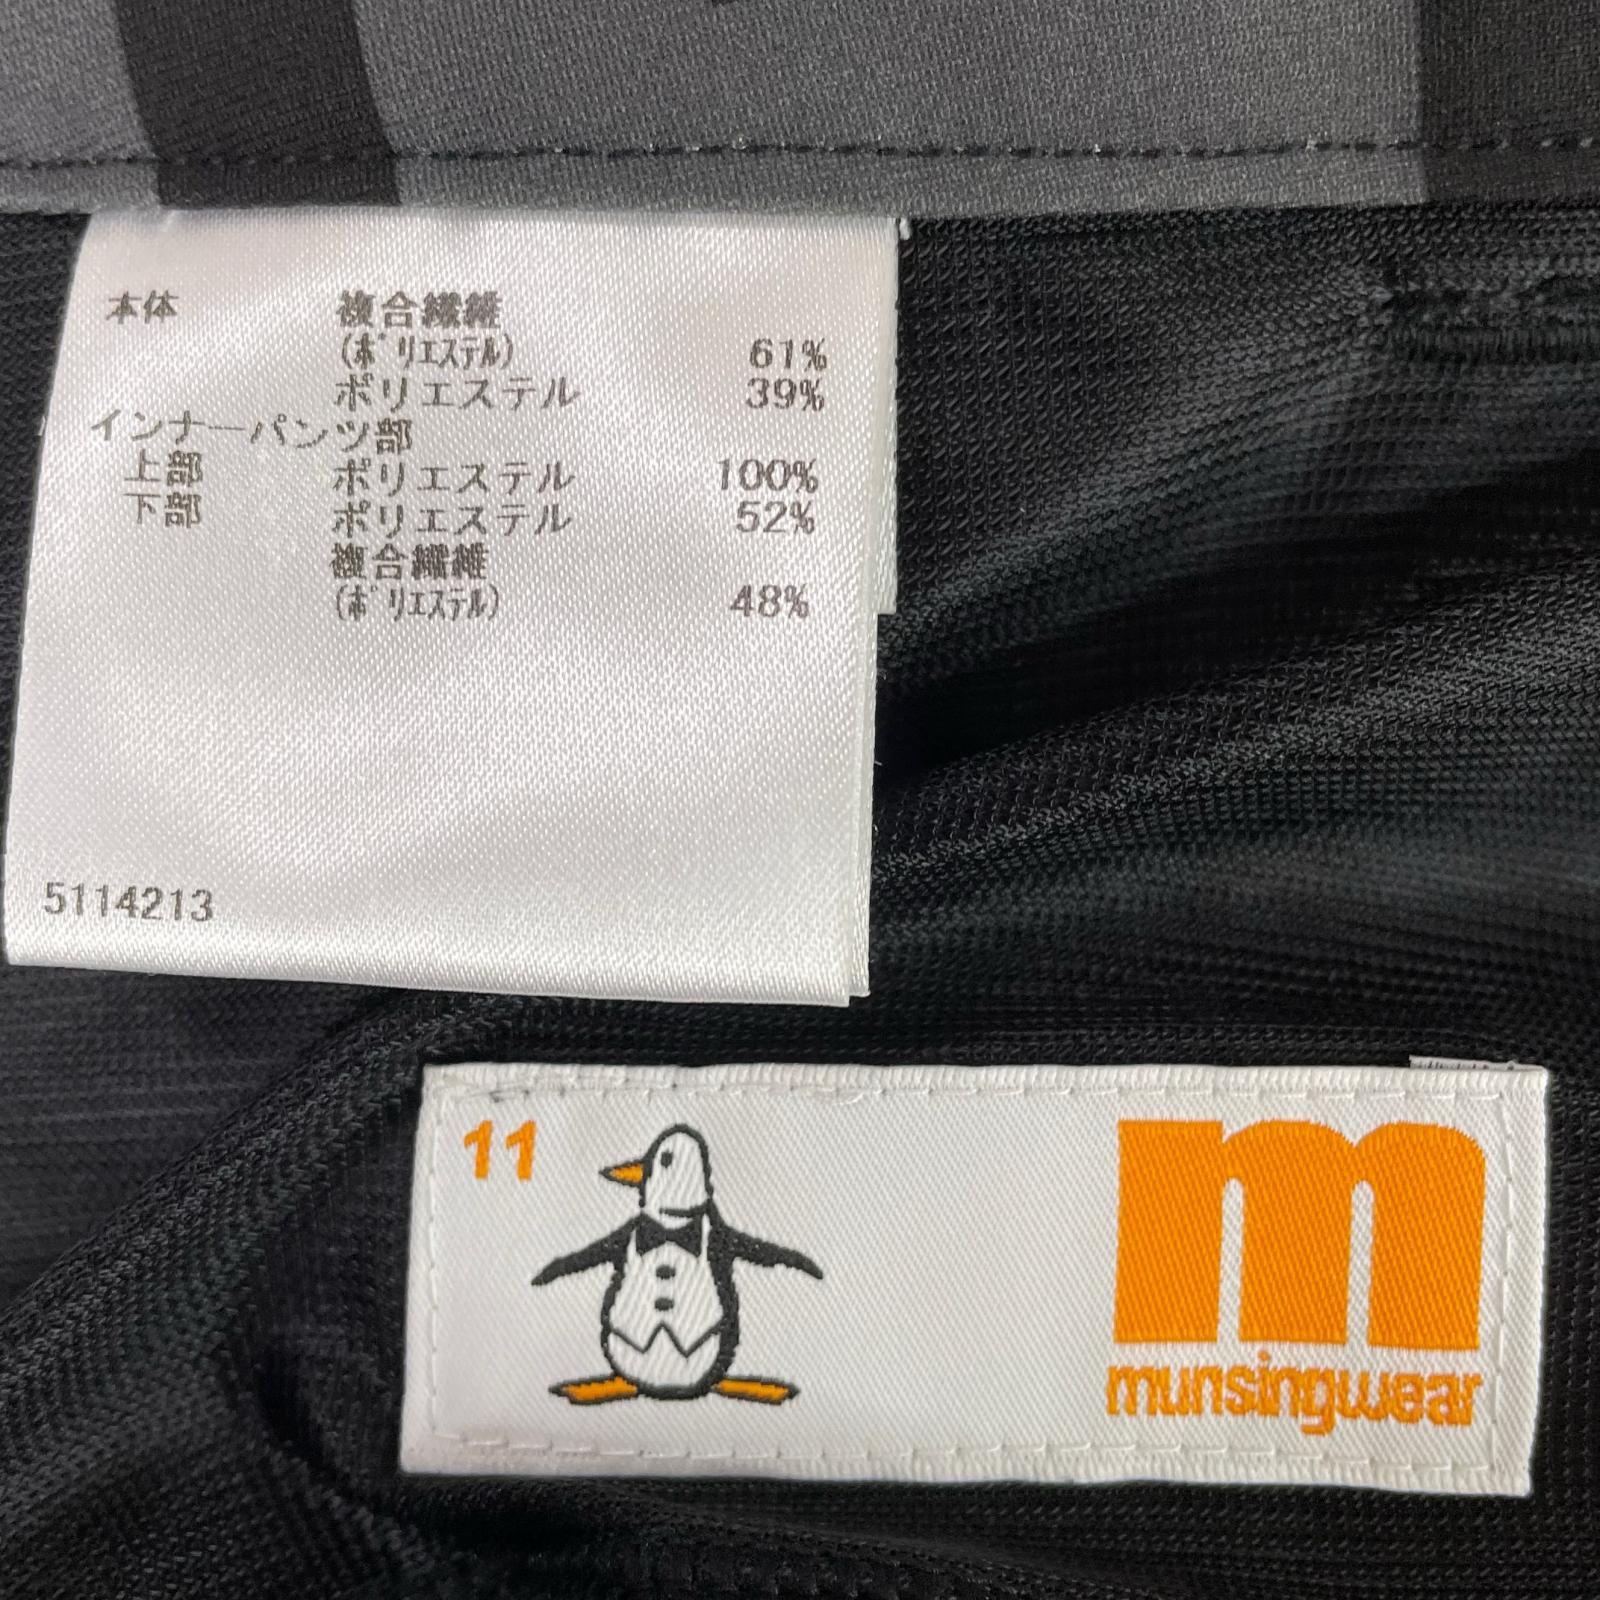 本体 複合繊維
(ﾎﾟﾘｴｽﾃﾙ) 61%
ポリエステル 39%
インナーパンツ部
上部 ポリエステル 100%
下部 ポリエステル 52%
複合繊維
(ﾎﾟﾘｴｽﾃﾙ) 48%
5114213
11
m
munsingwear